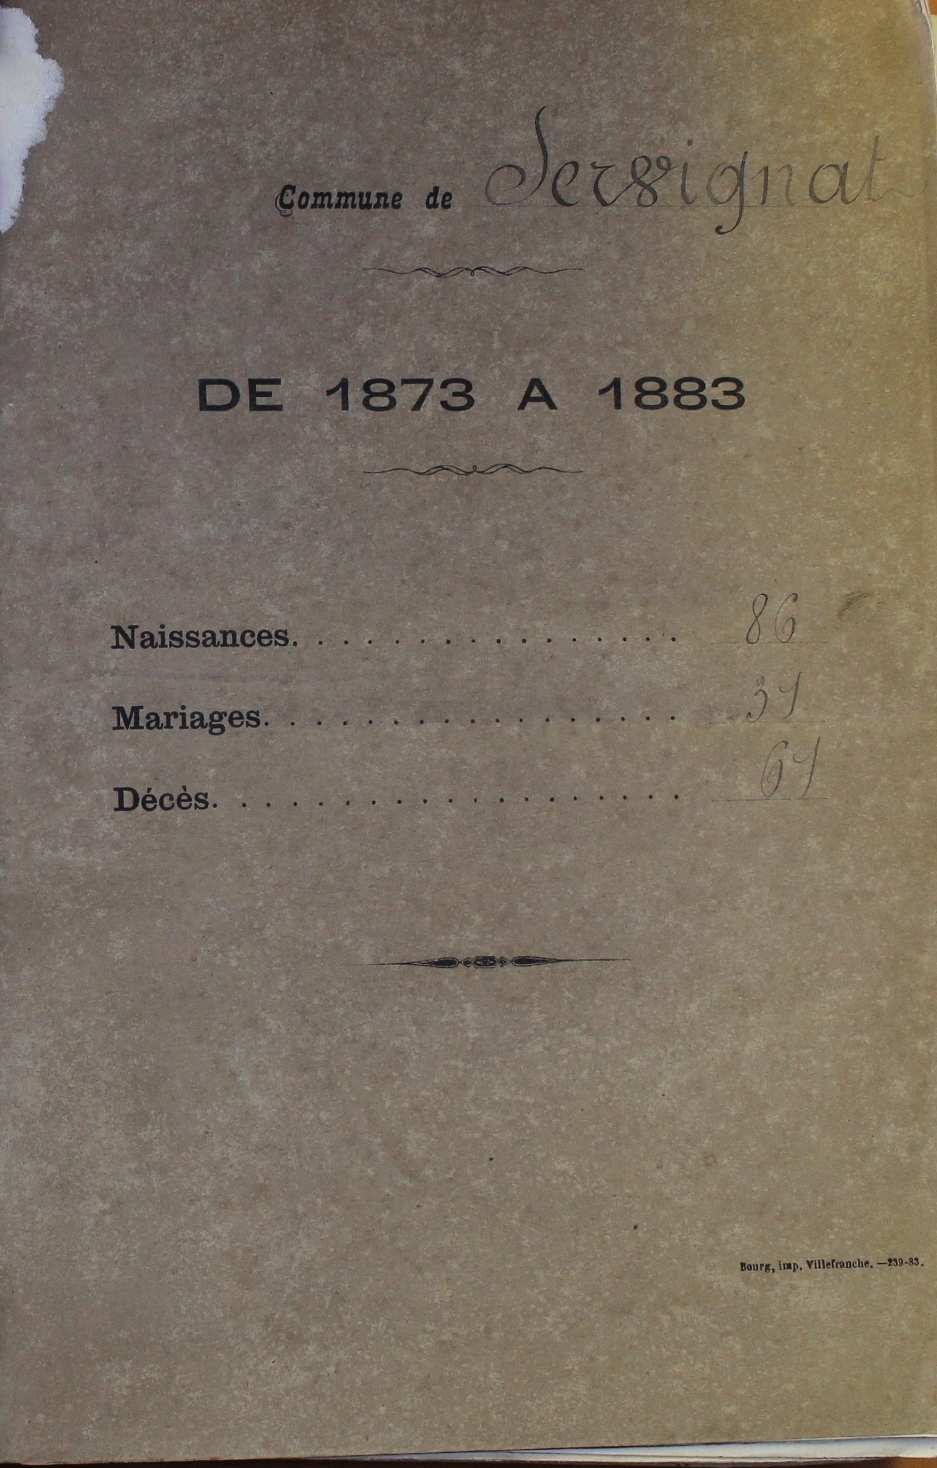 Commune de Servignat
DE 1873 A 1883
Naissances. . . . . . . . . . . . . . . . 86
Mariages. . . . . . . . . . . . . . . . . 31
Décès. . . . . . . . . . . . . . . . . . . 61
Bourg, imp. Villefranche. —239-83.